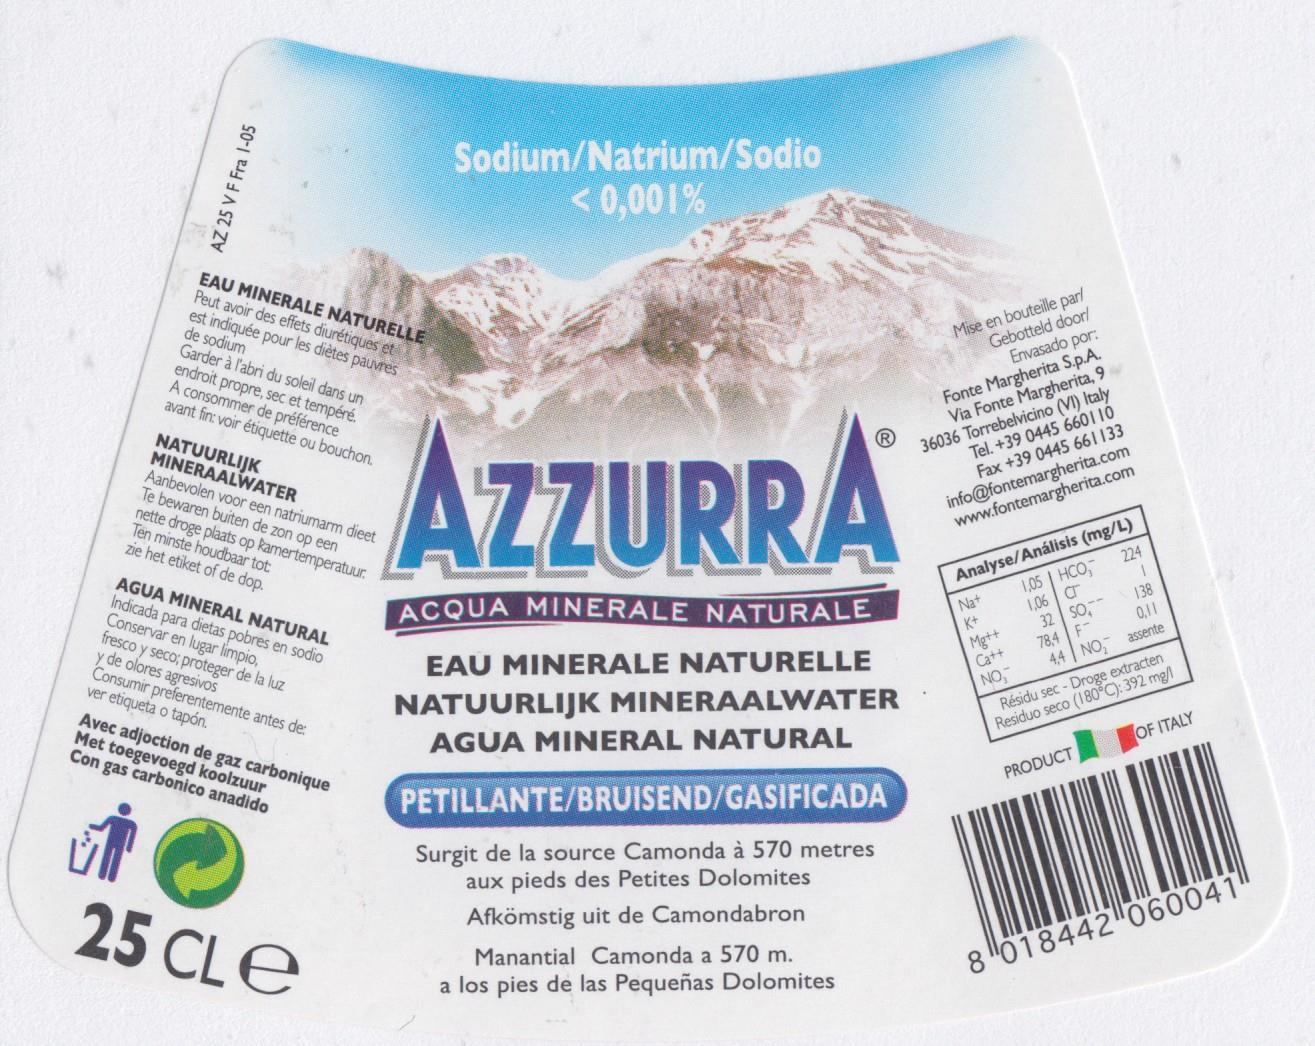 AZ 25 V F Fra 1-05
Sodium/Natrium/Sodio
< 0,001%
EAU MINERALE NATURELLE
Peut avoir des effets diurétiques et
est indiquée pour les diètes pauvres
de sodium
Garder à l'abri du soleil dans un
endroit propre, sec et tempéré.
A consommer de préférence
avant fin: voir étiquette ou bouchon.
NATUURLIJK
MINERAALWATER
Aanbevolen voor een natriumarm dieet
Te bewaren buiten de zon op een
nette droge plaats op kamertemperatuur.
Ten minste houdbaar tot:
zie het etiket of de dop.
AGUA MINERAL NATURAL
Indicada para dietas pobres en sodio
Conservar en lugar limpio,
fresco y seco; proteger de la luz
y de olores agresivos
Consumir preferentemente antes de:
ver etiqueta o tapón.
Avec adjoction de gaz carbonique
Met toegevoegd koolzuur
Con gas carbonico anadido
25 CL e
AZZURRA®
ACQUA MINERALE NATURALE
EAU MINERALE NATURELLE
NATUURLIJK MINERAALWATER
AGUA MINERAL NATURAL
PETILLANTE/BRUISEND/GASIFICADA
Surgit de la source Camonda à 570 metres
aux pieds des Petites Dolomites
Afkömstig uit de Camondabron
Manantial Camonda a 570 m.
a los pies de las Pequeñas Dolomites
Mise en bouteille par/
Gebotteld door/
Envasado por:
Fonte Margherita S.p.A.
Via Fonte Margherita, 9
36036 Torrebelvicino (VI) Italy
Tel. +39 0445 660110
Fax +39 0445 661133
info@fontemargherita.com
www.fontemargherita.com
Analyse/Análisis (mg/L)
Na+ 1,05 HCO3- 224
K+ 1,06 Cl- 1
Mg++ 32 SO4-- 138
Ca++ 78,4 F- 0,11
NO3- 4,4 NO2- assente
Résidu sec - Droge extracten
Residuo seco (180°C): 392 mg/l
PRODUCT OF ITALY
8 018442 060041